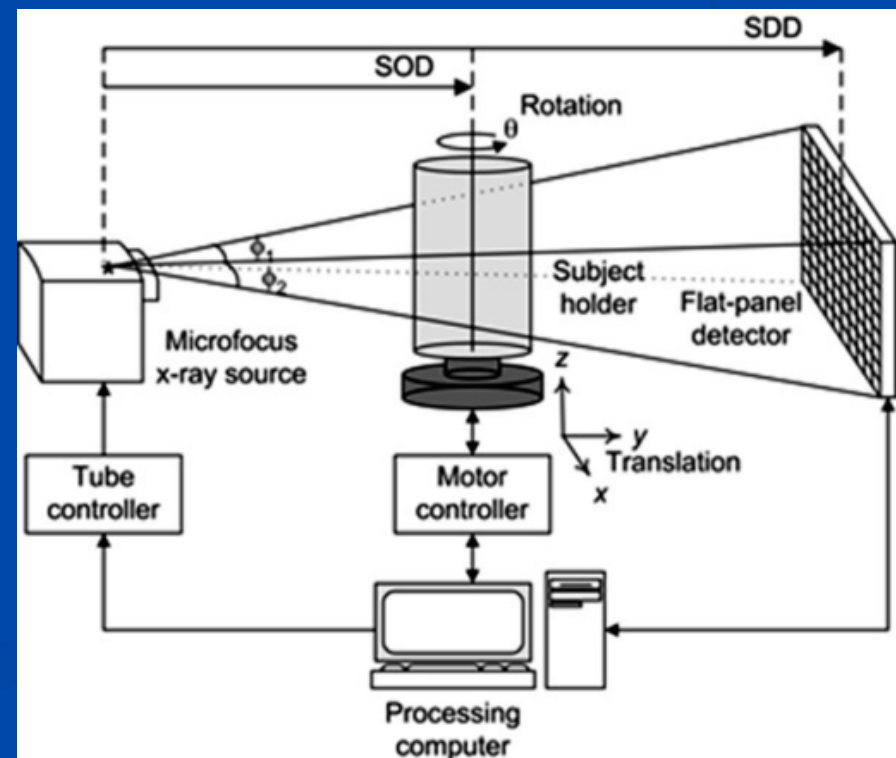 SDD
SOD
Rotation
θ
ϕ1
ϕ2
Subject
holder
Flat-panel
detector
Microfocus
x-ray source
z
y
Translation
x
Tube
controller
Motor
controller
Processing
computer